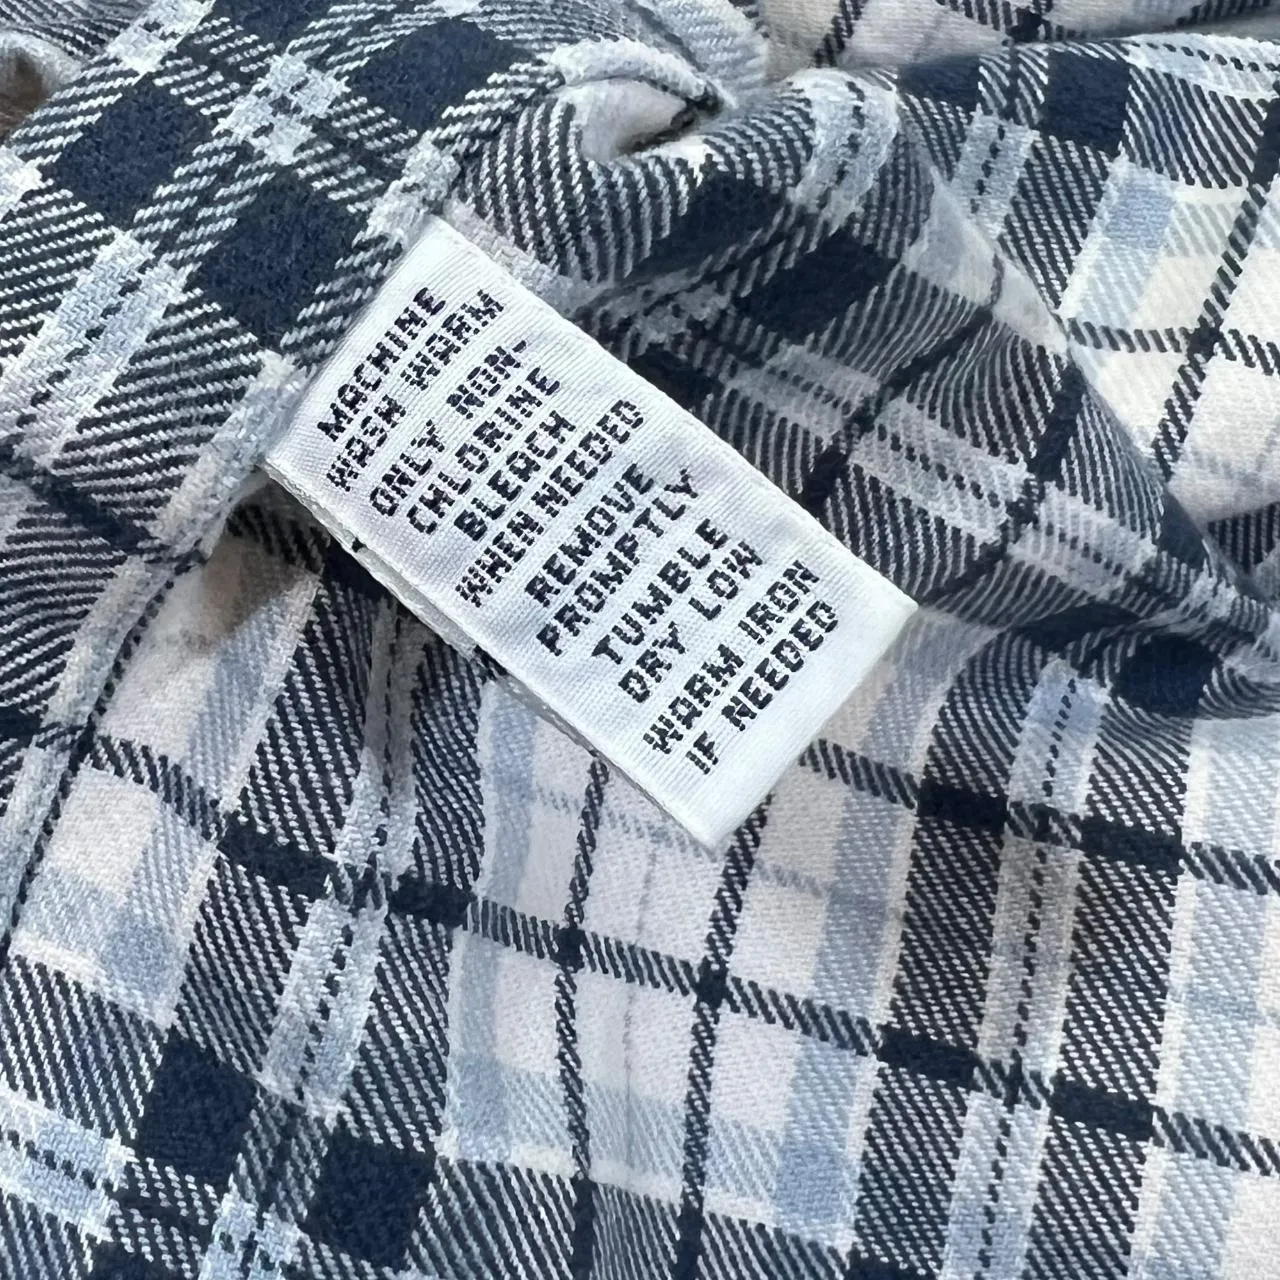 MACHINE
WASH WARM
ONLY NON-
CHLORINE
BLEACH
WHEN NEEDED
REMOVE
PROMPTLY
TUMBLE
DRY LOW
WARM IRON
IF NEEDED